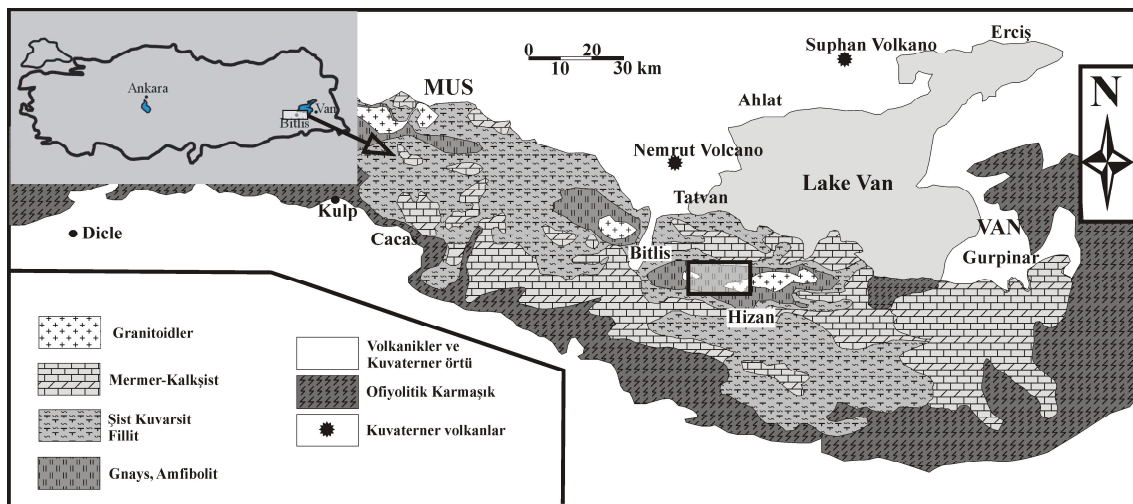 Ankara
Van
Bitlis
0 20
10 30 km
MUS
Suphan Volkano
Erciş
Ahlat
Nemrut Volcano
Tatvan
Lake Van
N
Kulp
Dicle
Cacas
Bitlis
VAN
Gurpinar
Hizan
Granitoidler
Mermer-Kalkşist
Şist Kuvarsit
Fillit
Gnays, Amfibolit
Volkanikler ve
Kuvaterner örtü
Ofiyolitik Karmaşık
Kuvaterner volkanlar